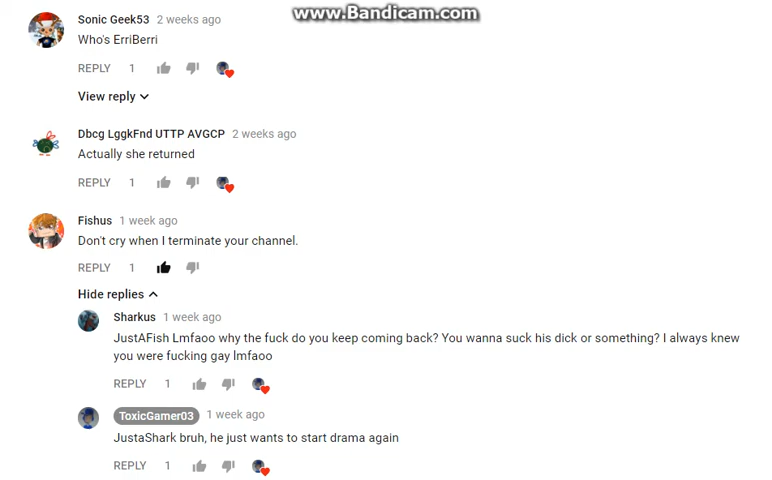 www.Bandicam.com
Sonic Geek53 2 weeks ago
Who's ErriBerri
REPLY 1
View reply
Dbcg LggkFnd UTTP AVGCP 2 weeks ago
Actually she returned
REPLY 1
Fishus 1 week ago
Don't cry when I terminate your channel.
REPLY 1
Hide replies
Sharkus 1 week ago
JustAFish Lmfaoo why the fuck do you keep coming back? You wanna suck his dick or something? I always knew
you were fucking gay lmfaoo
REPLY 1
ToxicGamer03 1 week ago
JustaShark bruh, he just wants to start drama again
REPLY 1